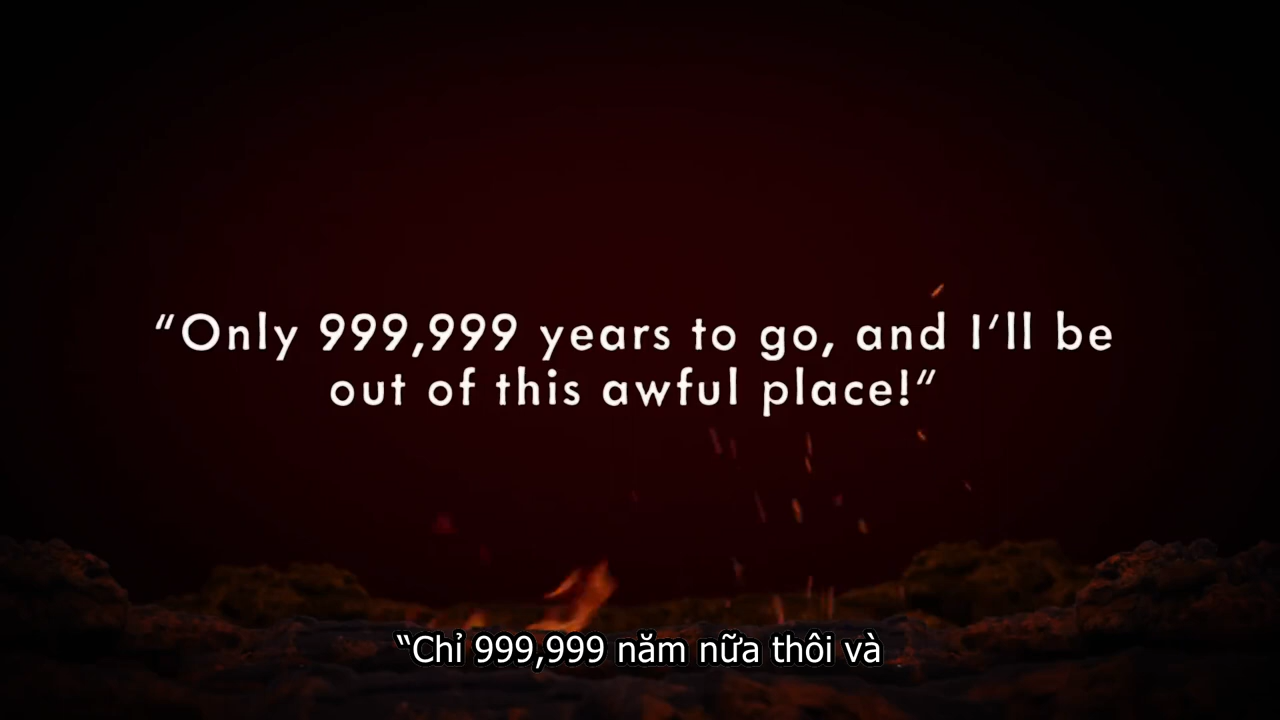 “Only 999,999 years to go, and I’ll be
out of this awful place!”
“Chỉ 999,999 năm nữa thôi và